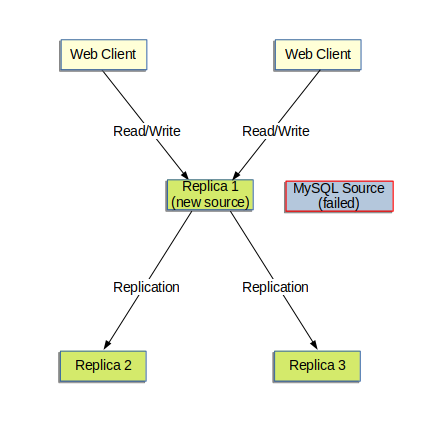 Web Client
Web Client
Read/Write
Read/Write
Replica 1
(new source)
MySQL Source
(failed)
Replication
Replication
Replica 2
Replica 3